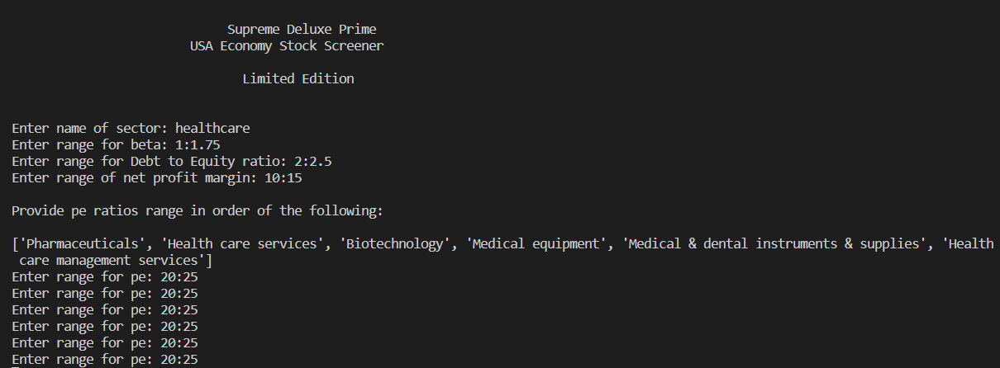 Supreme Deluxe Prime
USA Economy Stock Screener
Limited Edition
Enter name of sector: healthcare
Enter range for beta: 1:1.75
Enter range for Debt to Equity ratio: 2:2.5
Enter range of net profit margin: 10:15
Provide pe ratios range in order of the following:
['Pharmaceuticals', 'Health care services', 'Biotechnology', 'Medical equipment', 'Medical & dental instruments & supplies', 'Health
care management services']
Enter range for pe: 20:25
Enter range for pe: 20:25
Enter range for pe: 20:25
Enter range for pe: 20:25
Enter range for pe: 20:25
Enter range for pe: 20:25